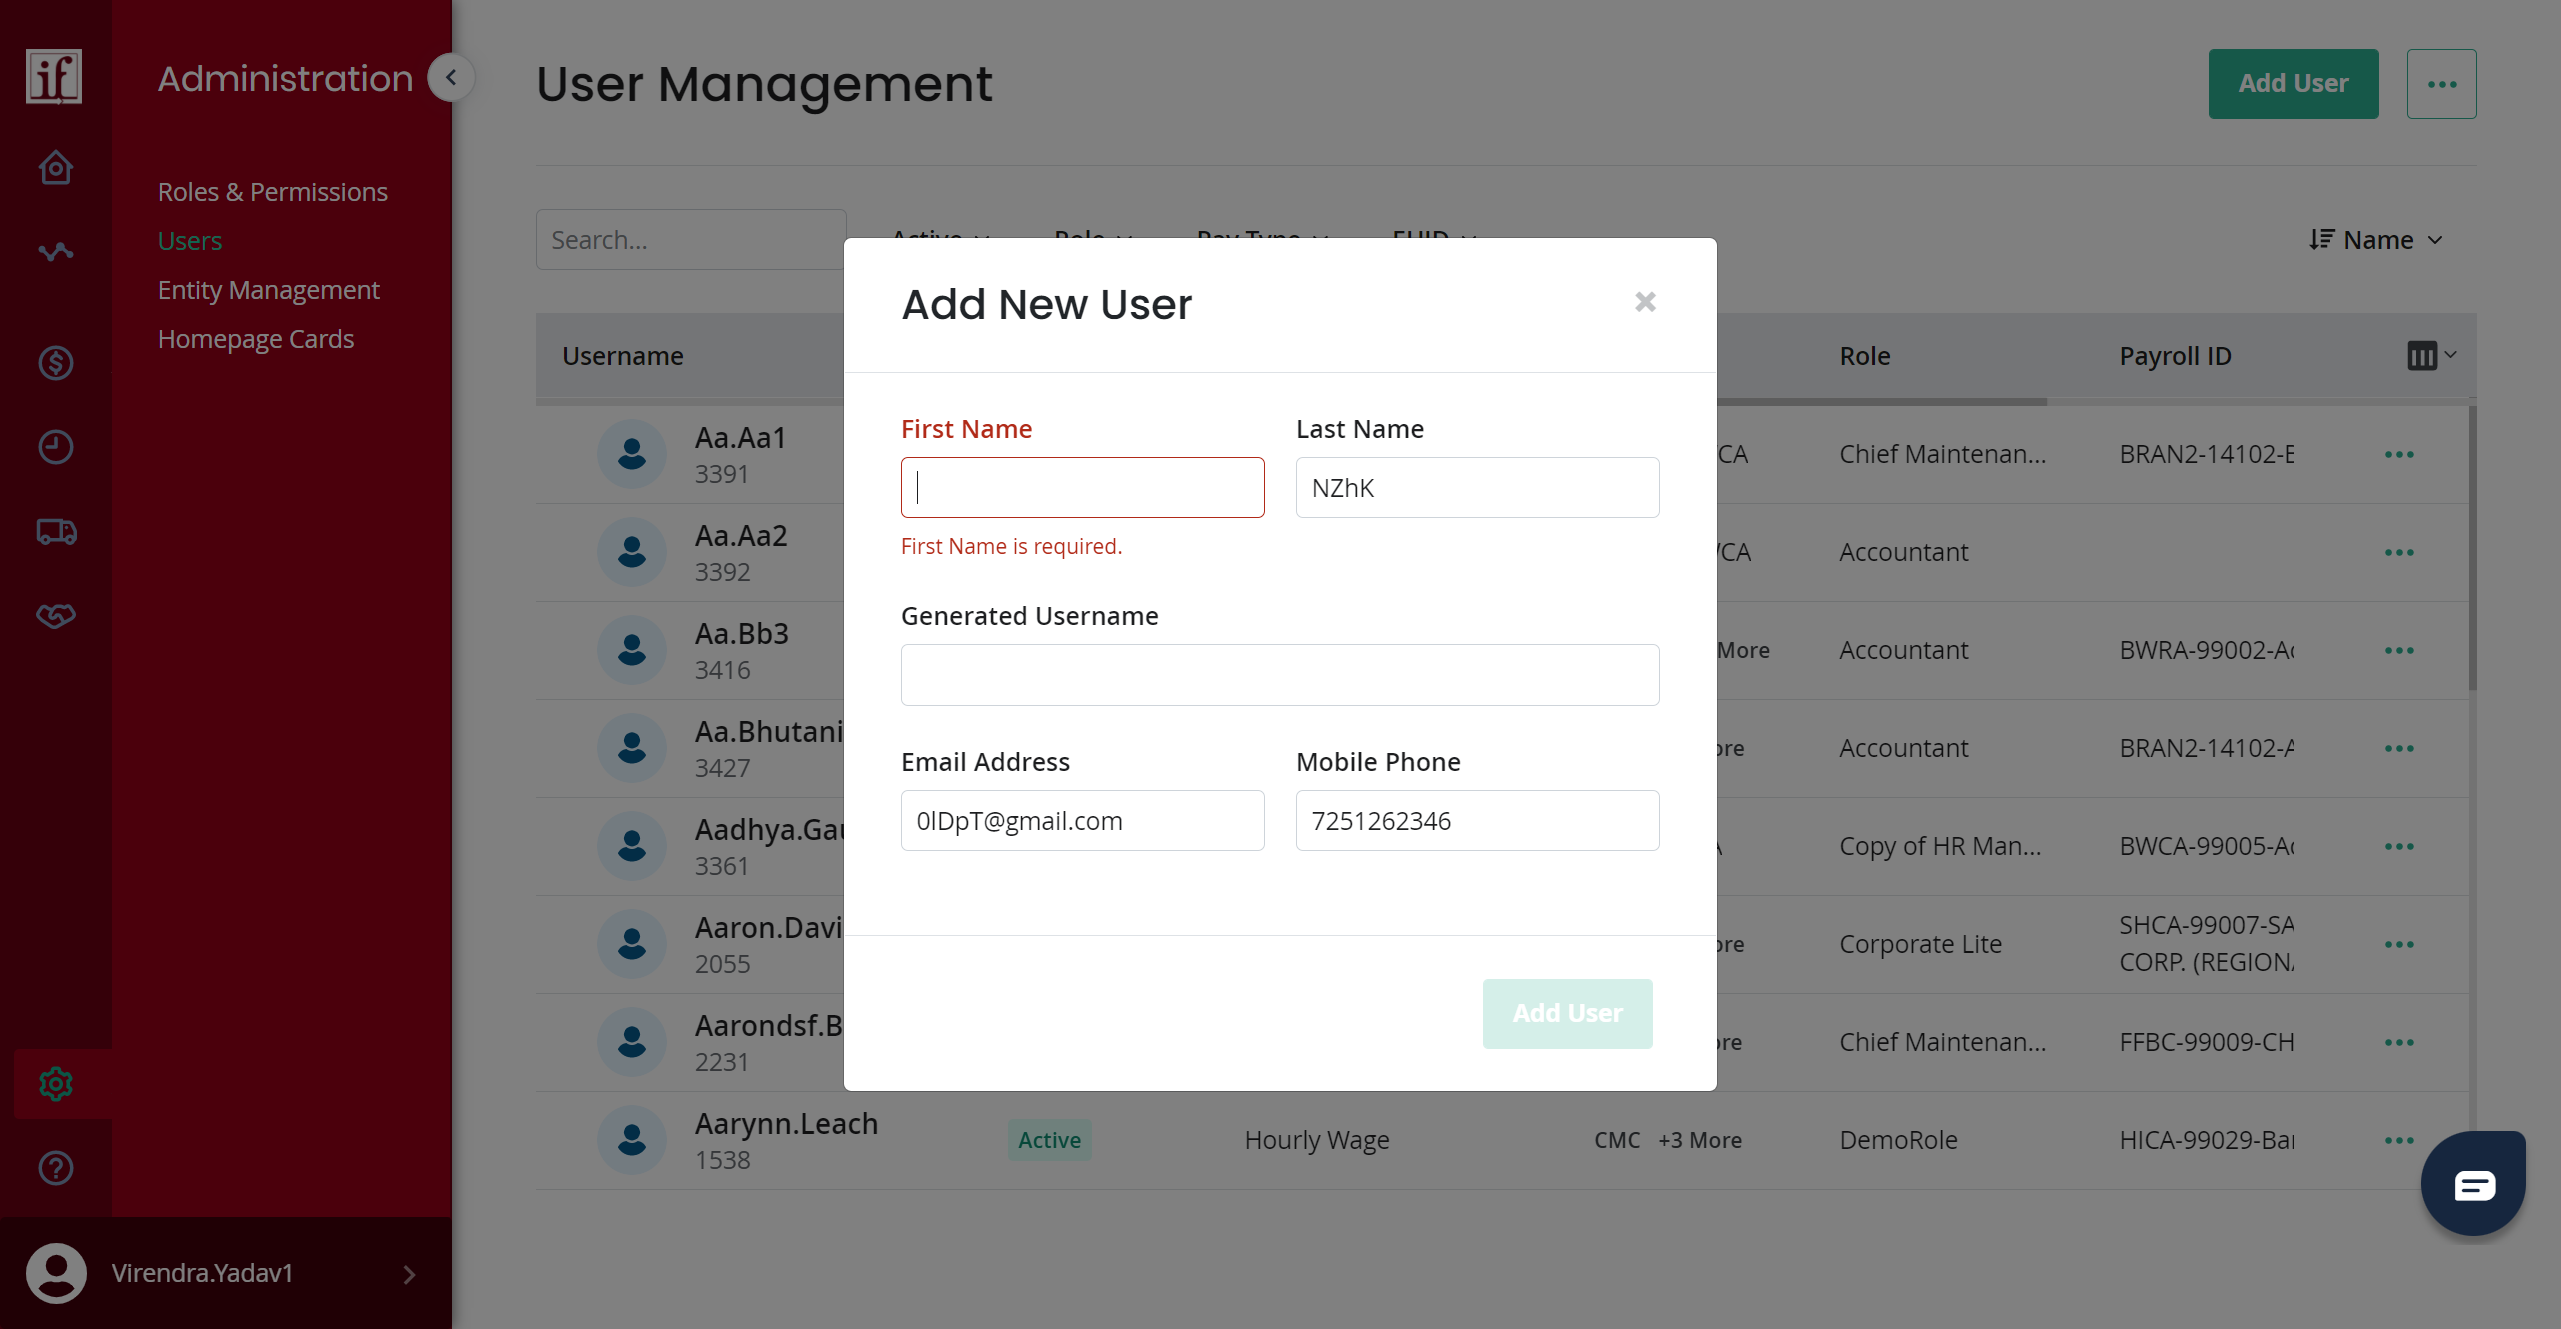 if
Administration
Roles & Permissions
Users
Entity Management
Homepage Cards
Virendra.Yadav1
User Management
Add User
Search...
Active
Role
Pay Type
EHID
Name
Username
Role
Payroll ID
Aa.Aa1
3391
CA
Chief Maintenan...
BRAN2-14102-E
Aa.Aa2
3392
CA
Accountant
Aa.Bb3
3416
More
Accountant
BWRA-99002-A
Aa.Bhutani
3427
ore
Accountant
BRAN2-14102-A
Aadhya.Ga
3361
Copy of HR Man...
BWCA-99005-A
Aaron.Davi
2055
ore
Corporate Lite
SHCA-99007-SA
CORP. (REGION
Aarondsf.B
2231
ore
Chief Maintenan...
FFBC-99009-CH
Aarynn.Leach
1538
Active
Hourly Wage
CMC +3 More
DemoRole
HICA-99029-Ba
Add New User
First Name
Last Name
NZhK
First Name is required.
Generated Username
Email Address
Mobile Phone
0lDpT@gmail.com
7251262346
Add User